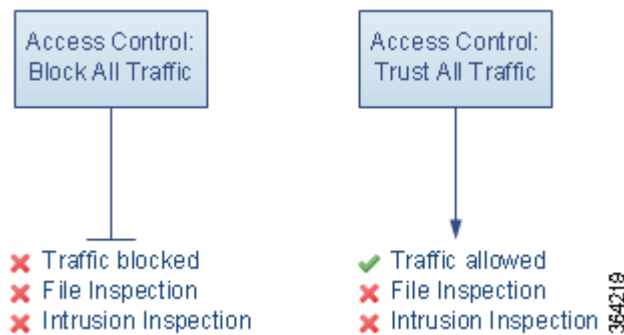 Access Control:
Block All Traffic
Access Control:
Trust All Traffic
Traffic blocked
File Inspection
Intrusion Inspection
Traffic allowed
File Inspection
Intrusion Inspection
364219